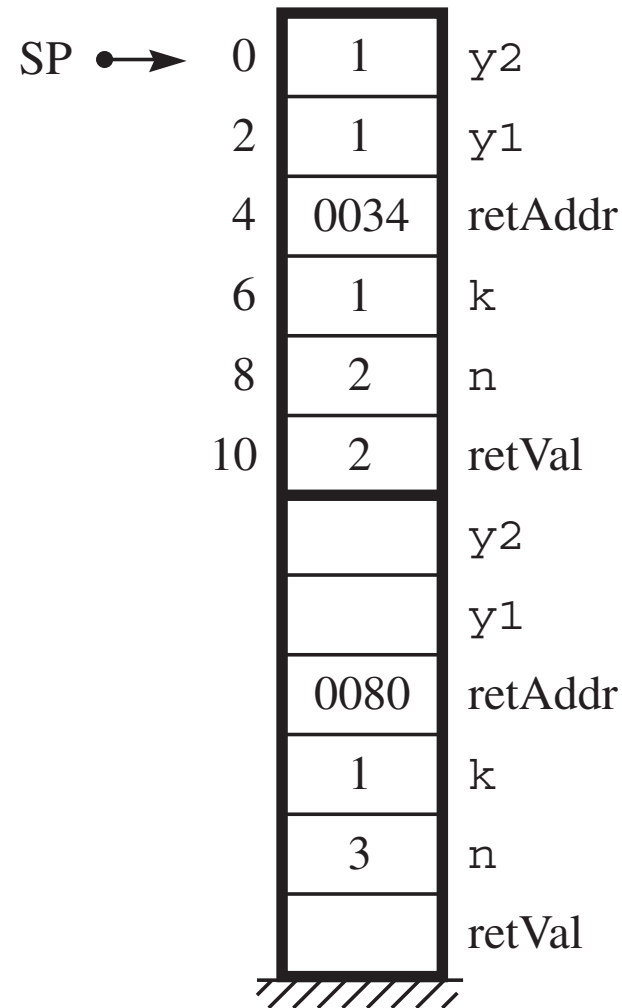 SP 0 1 y2
2 1 y1
4 0034 retAddr
6 1 k
8 2 n
10 2 retVal
y2
y1
0080 retAddr
1 k
3 n
retVal